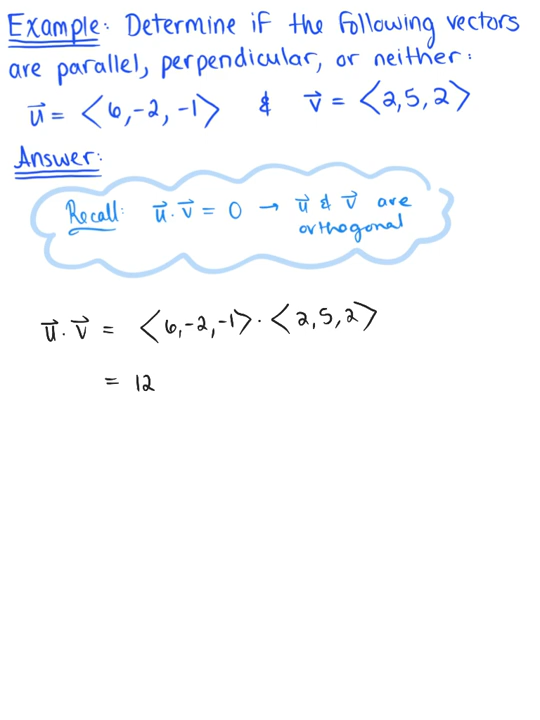 Example: Determine if the following vectors
are parallel, perpendicular, or neither:
u⃗ = ⟨6,-2,-1⟩ & v⃗ = ⟨2,5,2⟩
Answer:
Recall: u⃗ · v⃗ = 0 → u⃗ & v⃗ are
orthogonal
u⃗ · v⃗ = ⟨6,-2,-1⟩ · ⟨2,5,2⟩
= 12